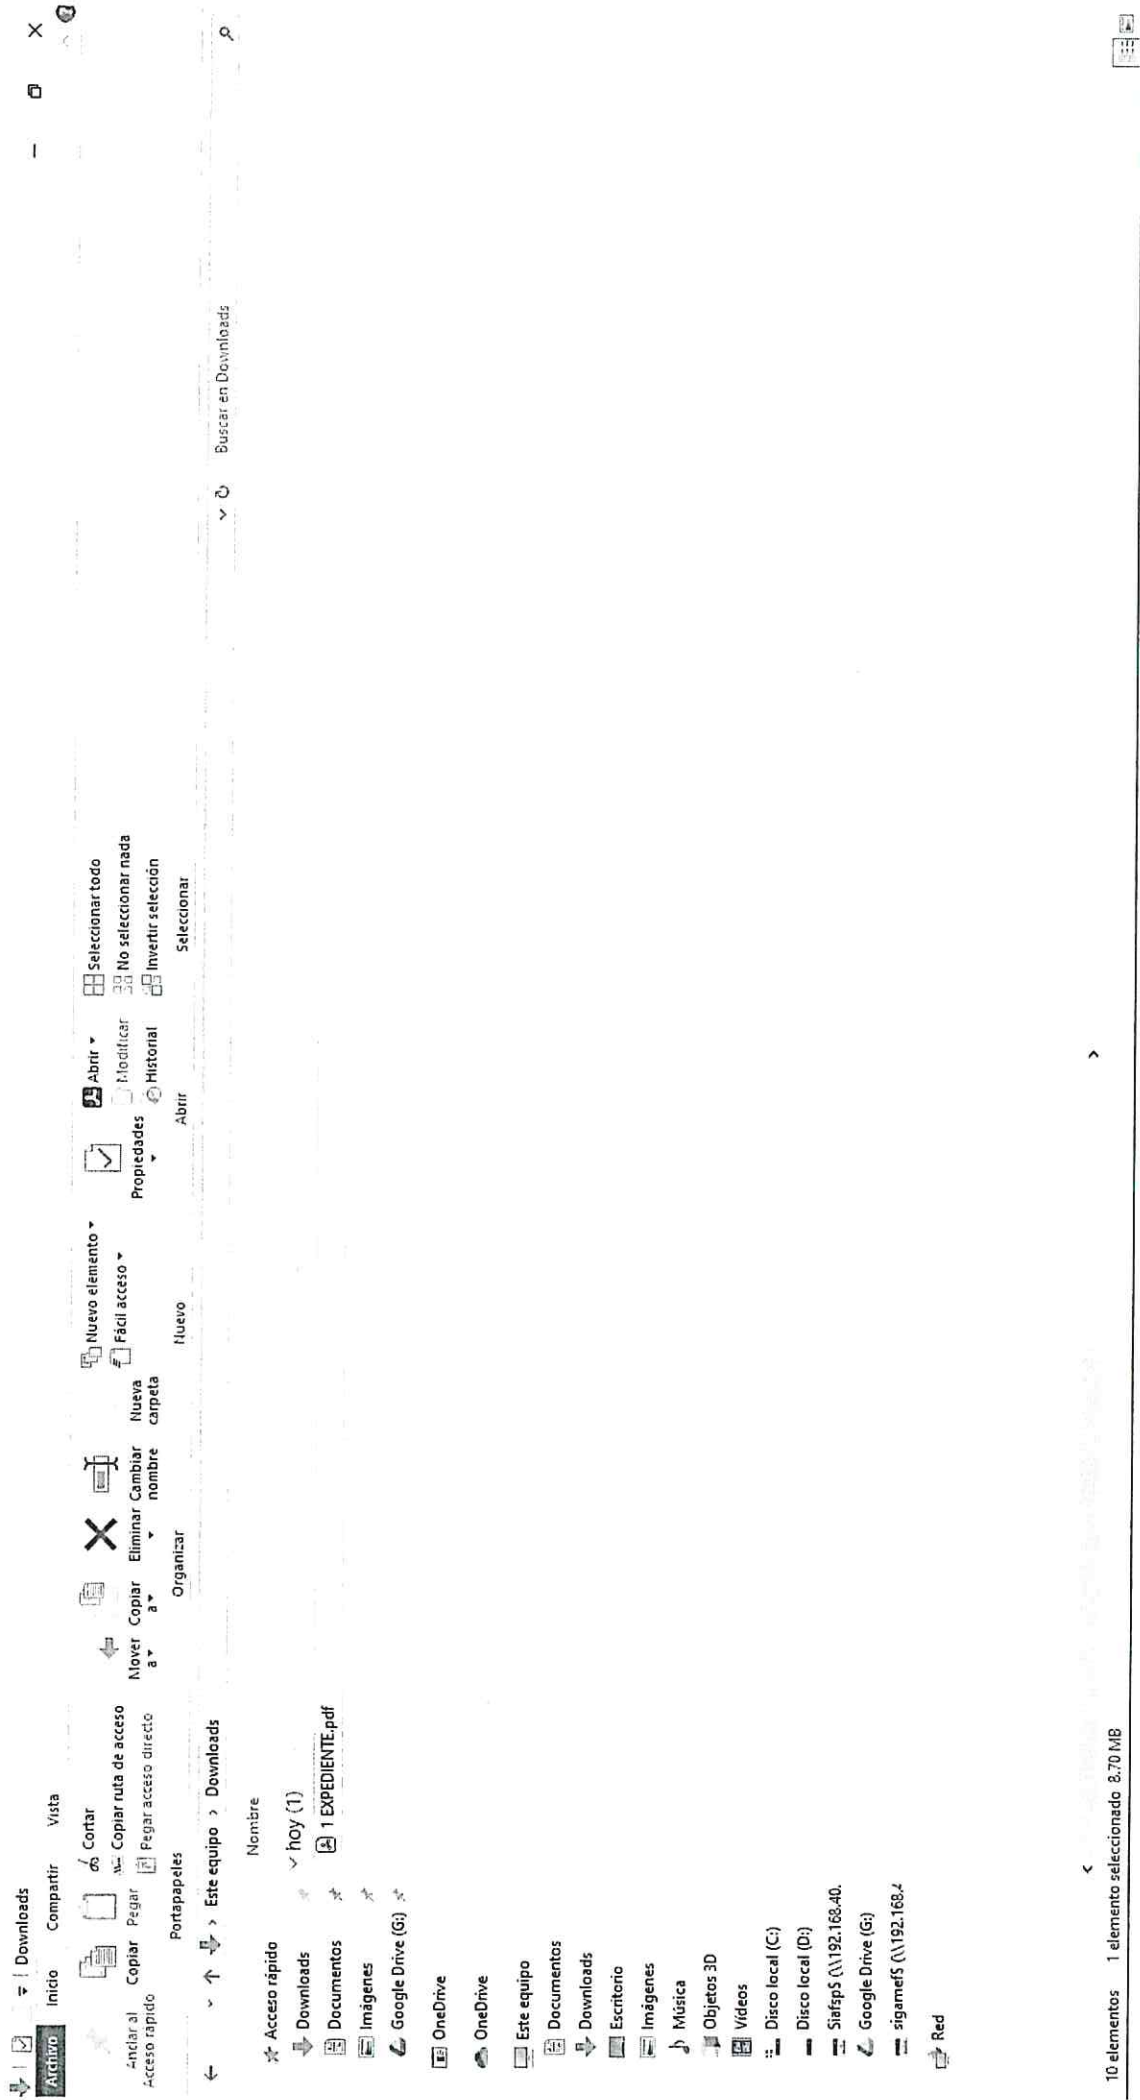 Downloads
Archivo Inicio Compartir Vista
Anclar al
Acceso rápido
Copiar
Pegar
Cortar
Copiar ruta de acceso
Pegar acceso directo
Portapapeles
Mover
a
Copiar
a
Eliminar
Cambiar
nombre
Organizar
Nueva
carpeta
Nuevo elemento
Fácil acceso
Nuevo
Propiedades
Abrir
Modificar
Historial
Abrir
Seleccionar todo
No seleccionar nada
Invertir selección
Seleccionar
> Este equipo > Downloads
Buscar en Downloads
Nombre
Acceso rápido
Downloads
Documentos
Imágenes
Google Drive (G:)
OneDrive
OneDrive
Este equipo
Documentos
Downloads
Escritorio
Imágenes
Música
Objetos 3D
Vídeos
Disco local (C:)
Disco local (D:)
Siafsp$ (\\192.168.40.
Google Drive (G:)
sigamef$ (\\192.168.4
Red
hoy (1)
1 EXPEDIENTE.pdf
10 elementos 1 elemento seleccionado 8.70 MB